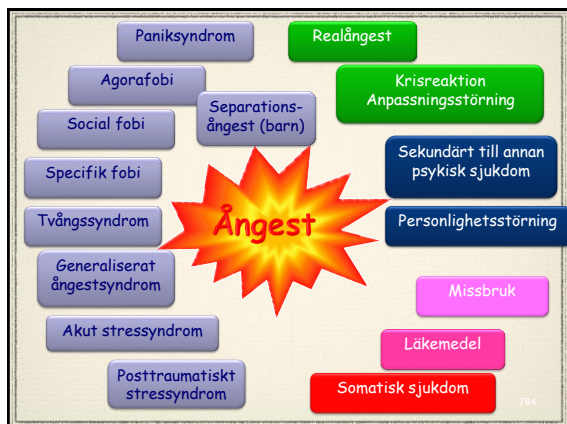 Paniksyndrom
Realångest
Agorafobi
Krisreaktion
Anpassningsstörning
Separations-
ångest (barn)
Social fobi
Sekundärt till annan
psykisk sjukdom
Specifik fobi
Tvångssyndrom
Ångest
Personlighetsstörning
Generaliserat
ångestsyndrom
Missbruk
Akut stressyndrom
Läkemedel
Posttraumatiskt
stressyndrom
Somatisk sjukdom
784